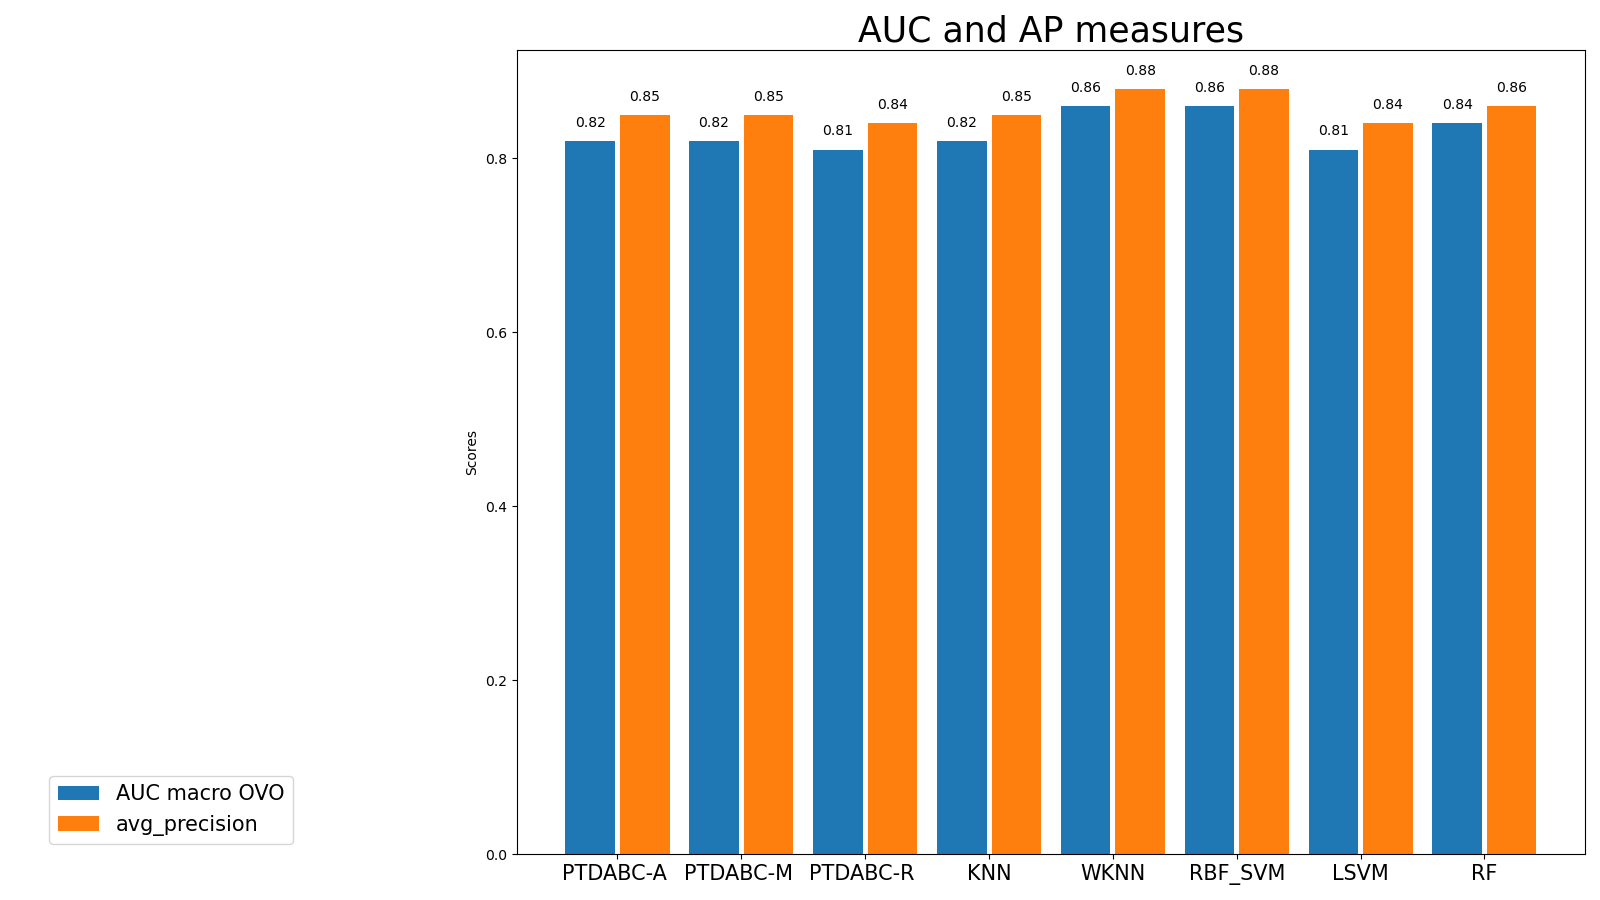 AUC and AP measures
0.82 0.85 0.82 0.85 0.81 0.84 0.82 0.85 0.86 0.88 0.86 0.88 0.81 0.84 0.84 0.86
0.8
0.6
0.4
0.2
0.0
Scores
PTDABC-A PTDABC-M PTDABC-R KNN WKNN RBF_SVM LSVM RF
AUC macro OVO
avg_precision